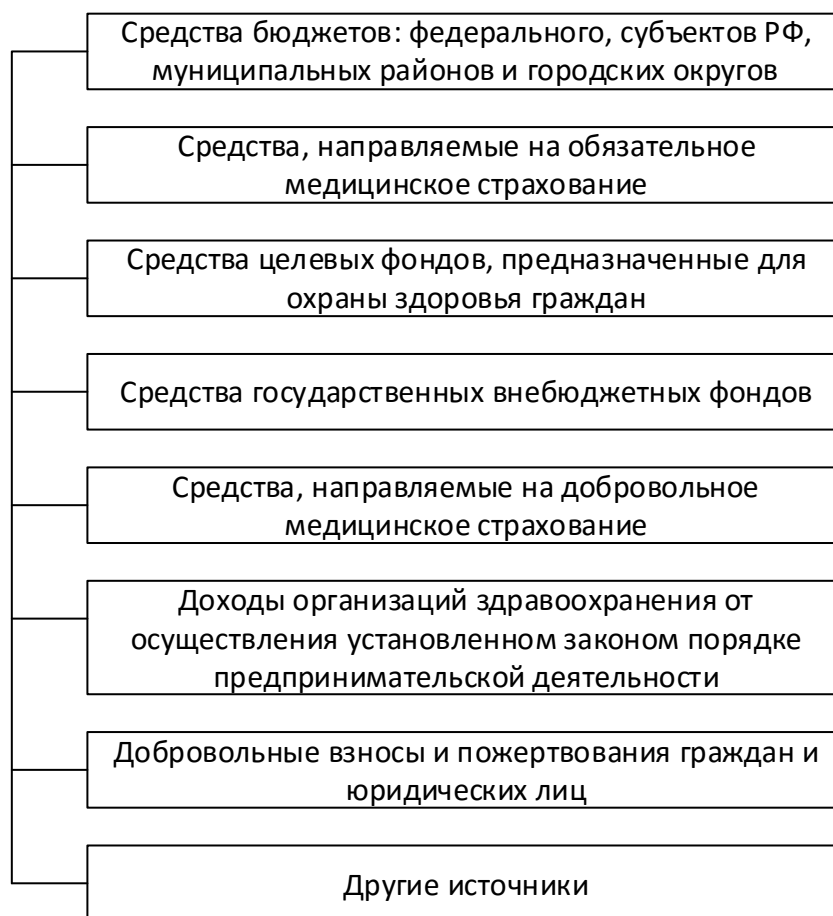 Средства бюджетов: федерального, субъектов РФ,
муниципальных районов и городских округов
Средства, направляемые на обязательное
медицинское страхование
Средства целевых фондов, предназначенные для
охраны здоровья граждан
Средства государственных внебюджетных фондов
Средства, направляемые на добровольное
медицинское страхование
Доходы организаций здравоохранения от
осуществления установленном законом порядке
предпринимательской деятельности
Добровольные взносы и пожертвования граждан и
юридических лиц
Другие источники